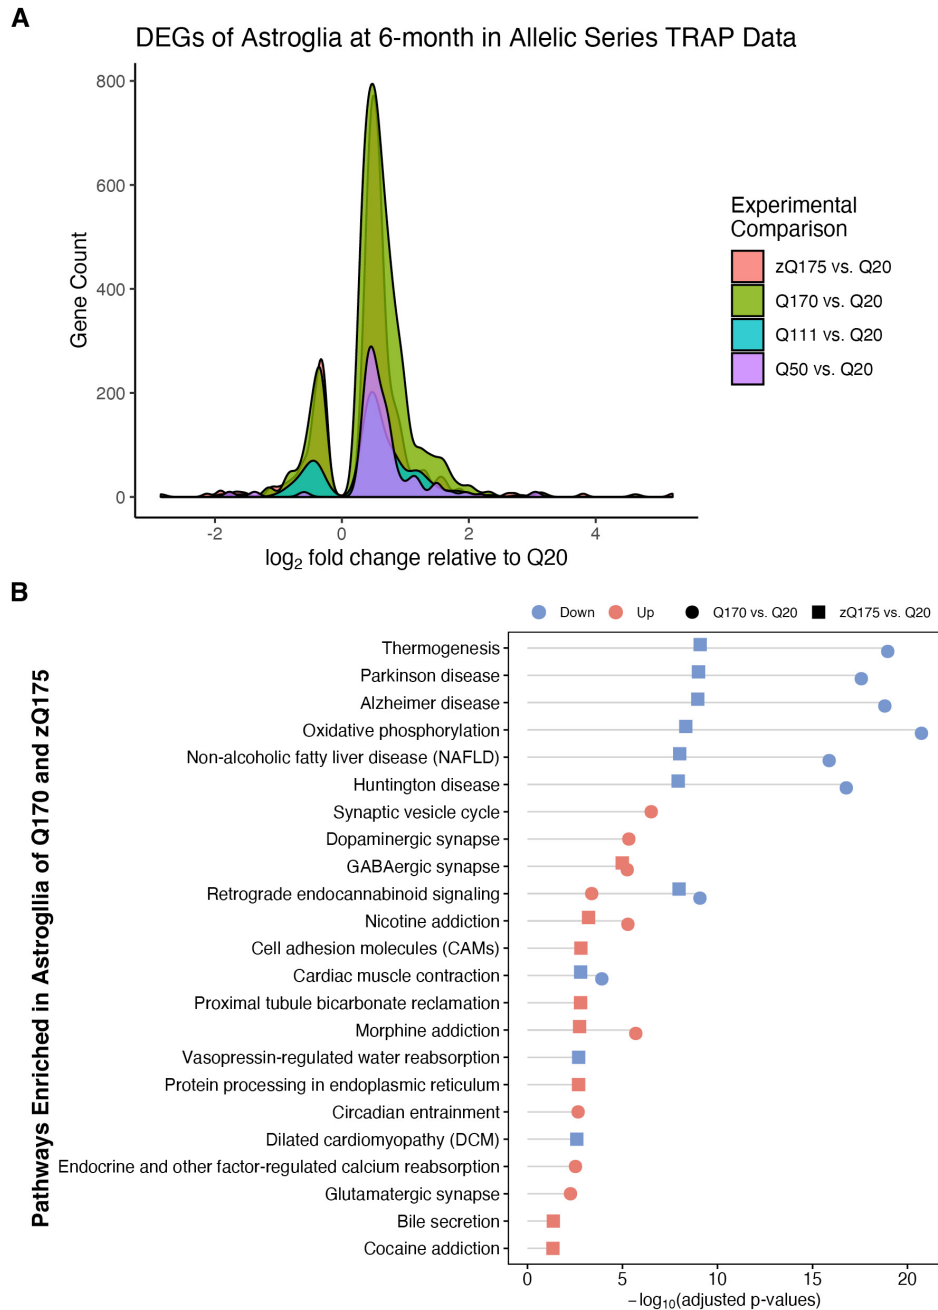 A
DEGs of Astroglia at 6-month in Allelic Series TRAP Data
800
600
400
200
0
Gene Count
-2
0
2
4
log2 fold change relative to Q20
Experimental
Comparison
zQ175 vs. Q20
Q170 vs. Q20
Q111 vs. Q20
Q50 vs. Q20
B
Down
Up
Q170 vs. Q20
zQ175 vs. Q20
Pathways Enriched in Astrogllia of Q170 and zQ175
Thermogenesis
Parkinson disease
Alzheimer disease
Oxidative phosphorylation
Non-alcoholic fatty liver disease (NAFLD)
Huntington disease
Synaptic vesicle cycle
Dopaminergic synapse
GABAergic synapse
Retrograde endocannabinoid signaling
Nicotine addiction
Cell adhesion molecules (CAMs)
Cardiac muscle contraction
Proximal tubule bicarbonate reclamation
Morphine addiction
Vasopressin-regulated water reabsorption
Protein processing in endoplasmic reticulum
Circadian entrainment
Dilated cardiomyopathy (DCM)
Endocrine and other factor-regulated calcium reabsorption
Glutamatergic synapse
Bile secretion
Cocaine addiction
0
5
10
15
20
−log10(adjusted p-values)